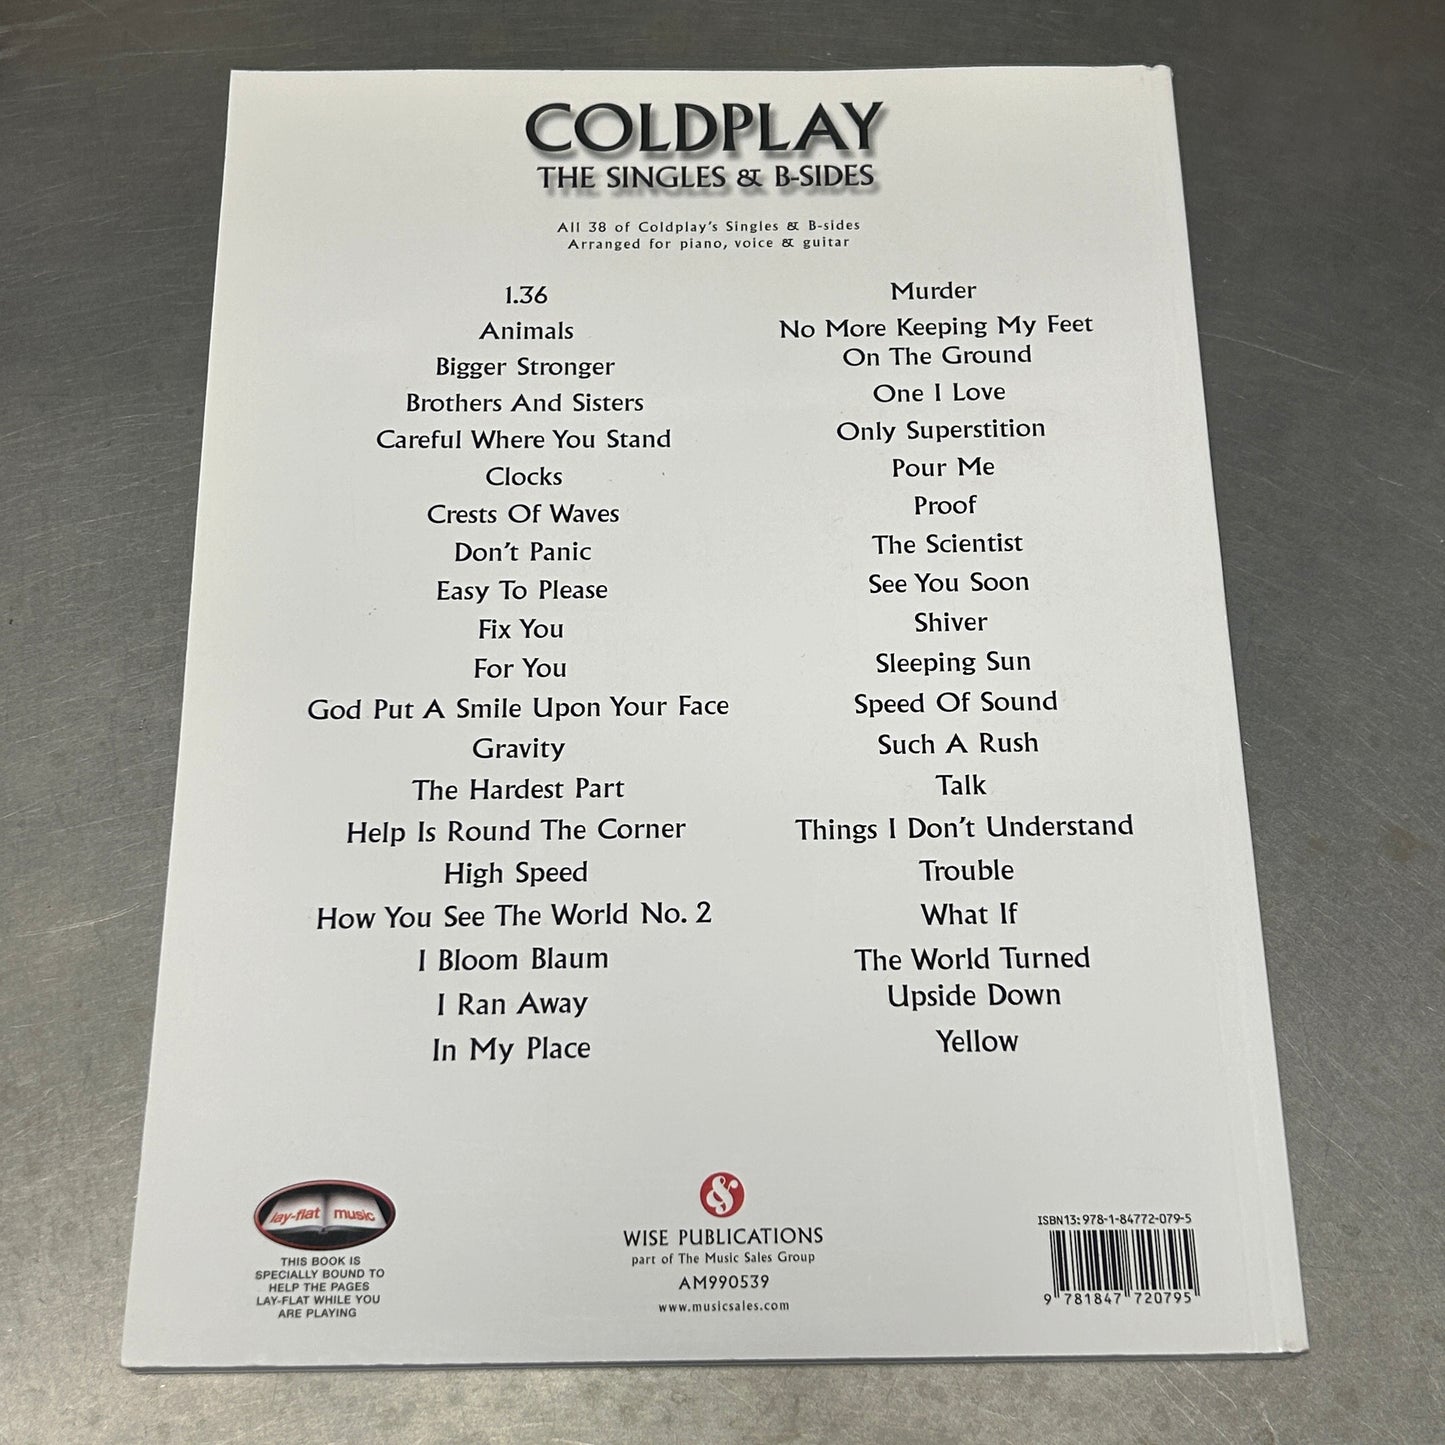 COLDPLAY
THE SINGLES & B-SIDES
All 38 of Coldplay's Singles & B-sides
Arranged for piano, voice & guitar
1.36
Animals
Bigger Stronger
Brothers And Sisters
Careful Where You Stand
Clocks
Crests Of Waves
Don't Panic
Easy To Please
Fix You
For You
God Put A Smile Upon Your Face
Gravity
The Hardest Part
Help Is Round The Corner
High Speed
How You See The World No. 2
I Bloom Blaum
I Ran Away
In My Place
Murder
No More Keeping My Feet
On The Ground
One I Love
Only Superstition
Pour Me
Proof
The Scientist
See You Soon
Shiver
Sleeping Sun
Speed Of Sound
Such A Rush
Talk
Things I Don't Understand
Trouble
What If
The World Turned
Upside Down
Yellow
lay-flat music
THIS BOOK IS
SPECIALLY BOUND TO
HELP THE PAGES
LAY-FLAT WHILE YOU
ARE PLAYING
&
WISE PUBLICATIONS
part of The Music Sales Group
AM990539
www.musicsales.com
ISBN13: 978-1-84772-079-5
9 781847 720795